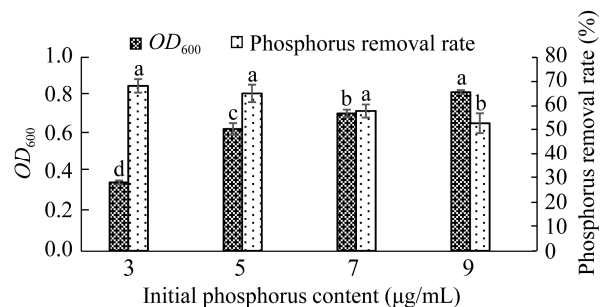 OD600 Phosphorus removal rate
1.0 80
0.8 70
0.6 60
0.4 50
0.2 40
0.0 30
20
10
0
OD600
Phosphorus removal rate (%)
d a c a b a a b
3 5 7 9
Initial phosphorus content (μg/mL)